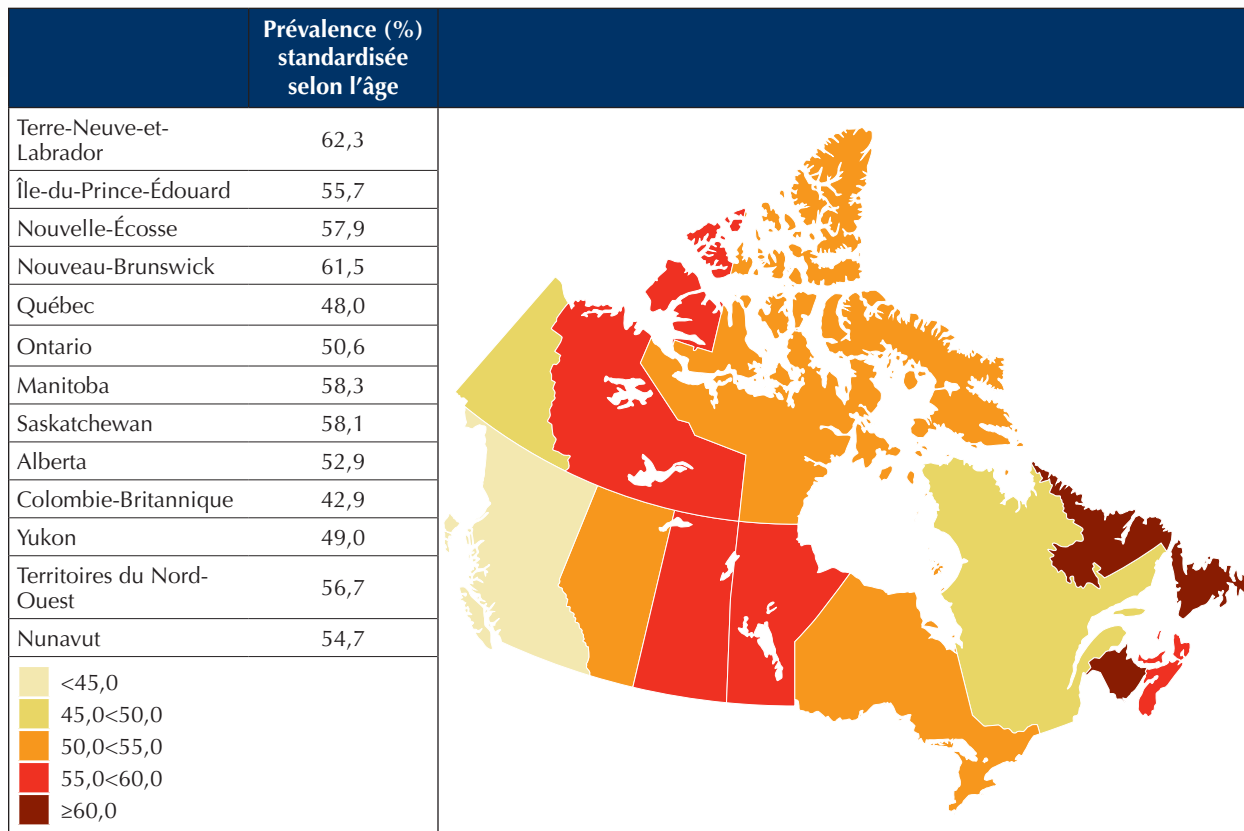 Prévalence (%)
standardisée
selon l’âge
Terre-Neuve-et-
Labrador
62,3
Île-du-Prince-Édouard 55,7
Nouvelle-Écosse 57,9
Nouveau-Brunswick 61,5
Québec 48,0
Ontario 50,6
Manitoba 58,3
Saskatchewan 58,1
Alberta 52,9
Colombie-Britannique 42,9
Yukon 49,0
Territoires du Nord-
Ouest
56,7
Nunavut 54,7
<45,0
45,0<50,0
50,0<55,0
55,0<60,0
≥60,0